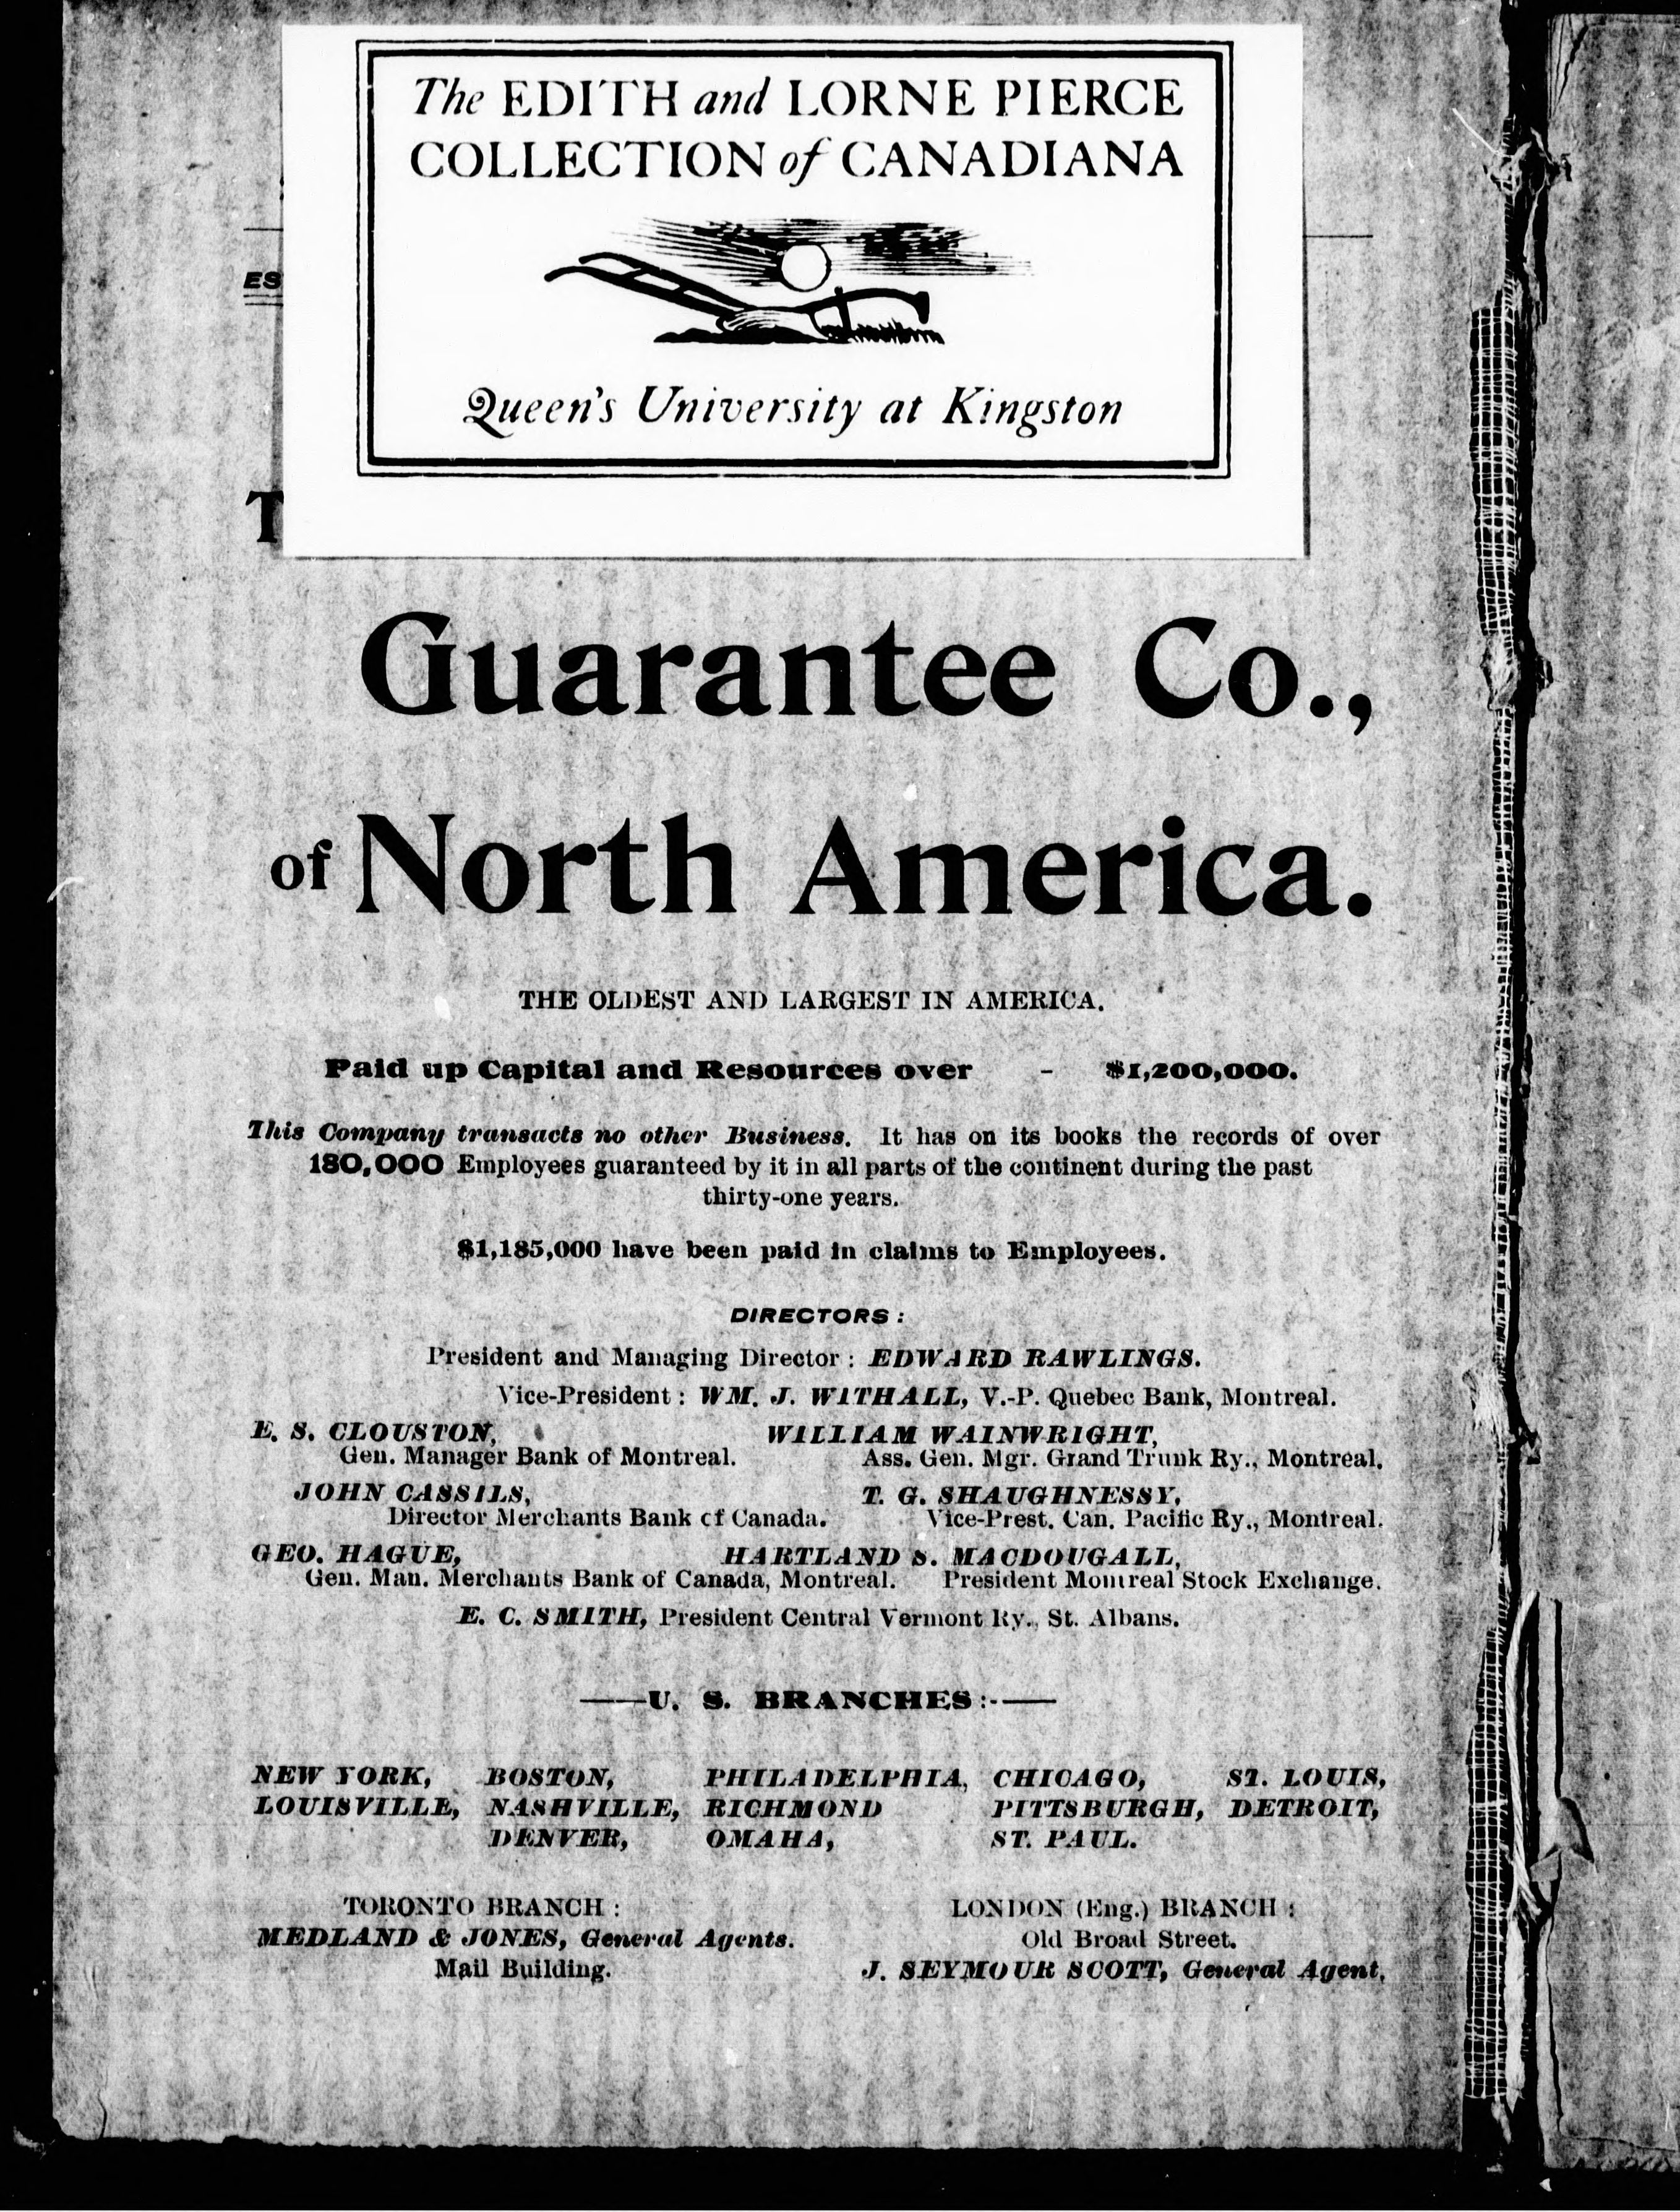 The EDITH and LORNE PIERCE
COLLECTION of CANADIANA
Queen's University at Kingston
ES
T
Guarantee Co.,
of North America.
THE OLDEST AND LARGEST IN AMERICA.
Paid up Capital and Resources over - $1,200,000.
This Company transacts no other Business. It has on its books the records of over
180,000 Employees guaranteed by it in all parts of the continent during the past
thirty-one years.
$1,185,000 have been paid in claims to Employees.
DIRECTORS:
President and Managing Director: EDWARD RAWLINGS.
Vice-President: WM. J. WITHALL, V.-P. Quebec Bank, Montreal.
E. S. CLOUSTON, WILLIAM WAINWRIGHT,
Gen. Manager Bank of Montreal. Ass. Gen. Mgr. Grand Trunk Ry., Montreal.
JOHN CASSILS, T. G. SHAUGHNESSY,
Director Merchants Bank of Canada. Vice-Prest. Can. Pacific Ry., Montreal.
GEO. HAGUE, HARTLAND S. MACDOUGALL,
Gen. Man. Merchants Bank of Canada, Montreal. President Montreal Stock Exchange.
E. C. SMITH, President Central Vermont Ry., St. Albans.
——U. S. BRANCHES:-——
NEW YORK, BOSTON, PHILADELPHIA, CHICAGO, ST. LOUIS,
LOUISVILLE, NASHVILLE, RICHMOND PITTSBURGH, DETROIT,
DENVER, OMAHA, ST. PAUL.
TORONTO BRANCH: LONDON (Eng.) BRANCH:
MEDLAND & JONES, General Agents. Old Broad Street.
Mail Building. J. SEYMOUR SCOTT, General Agent.